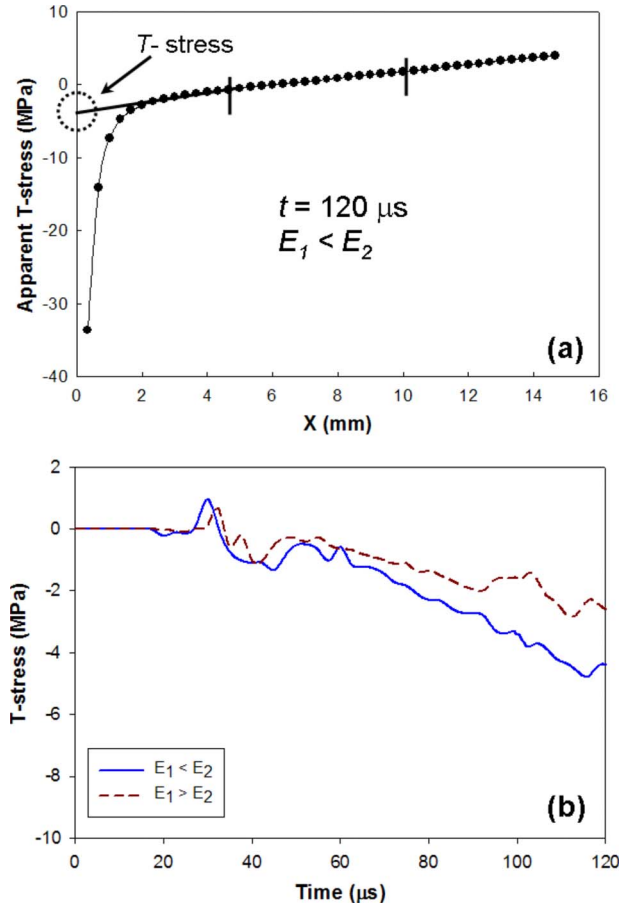 10
T- stress
0
-10
-20
-30
-40
Apparent T-stress (MPa)
t = 120 μs
E1 < E2
(a)
0 2 4 6 8 10 12 14 16
X (mm)
2
0
-2
-4
-6
-8
-10
T-stress (MPa)
E1 < E2
E1 > E2
(b)
0 20 40 60 80 100 120
Time (μs)